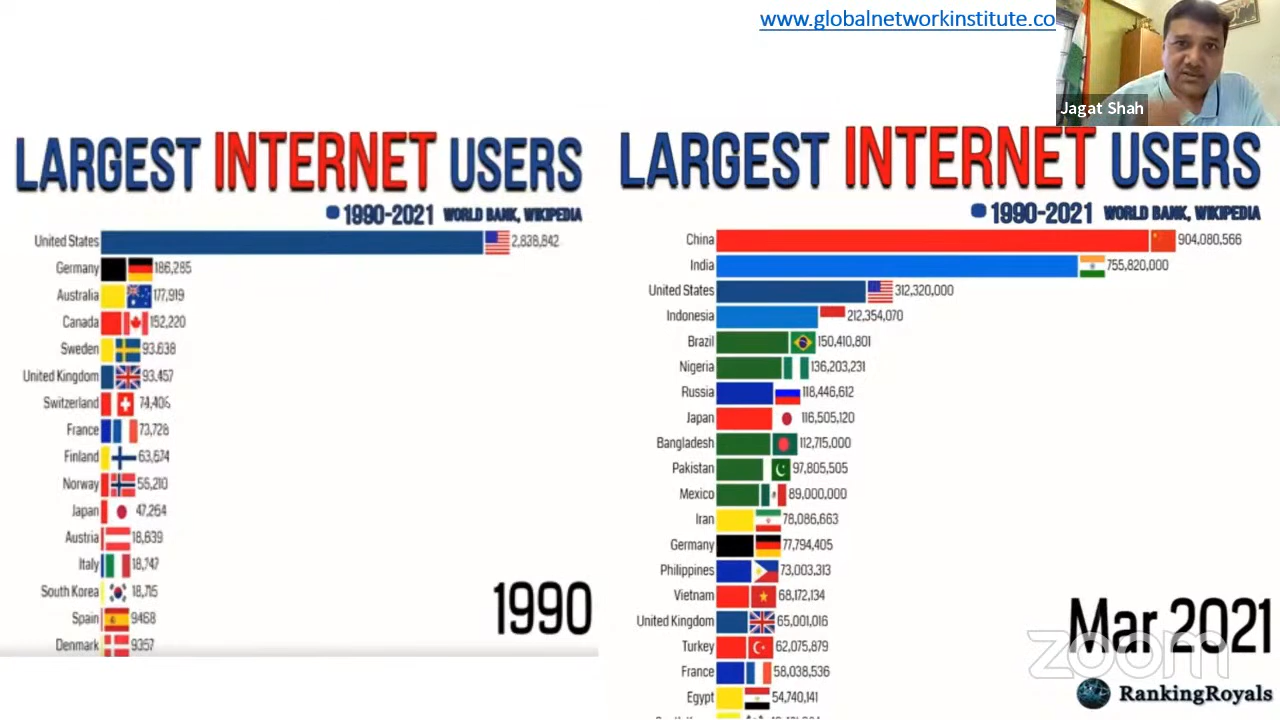 www.globalnetworkinstitute.co
Jagat Shah
LARGEST INTERNET USERS
1990-2021 WORLD BANK, WIKIPEDIA
United States 2,838,842
Germany 186,285
Australia 177,919
Canada 152,220
Sweden 93,638
United Kingdom 93,457
Switzerland 74,406
France 73,728
Finland 63,674
Norway 55,210
Japan 47,264
Austria 18,839
Italy 18,747
South Korea 18,715
Spain 9468
Denmark 9357
1990
LARGEST INTERNET USERS
1990-2021 WORLD BANK, WIKIPEDIA
China 904,080,566
India 755,820,000
United States 312,320,000
Indonesia 212,354,070
Brazil 150,410,801
Nigeria 136,203,231
Russia 118,446,612
Japan 116,505,120
Bangladesh 112,715,000
Pakistan 97,805,505
Mexico 89,000,000
Iran 78,086,663
Germany 77,794,405
Philippines 73,003,313
Vietnam 68,172,134
United Kingdom 65,001,016
Turkey 62,075,879
France 58,038,536
Egypt 54,740,141
Mar 2021
zoom
RankingRoyals